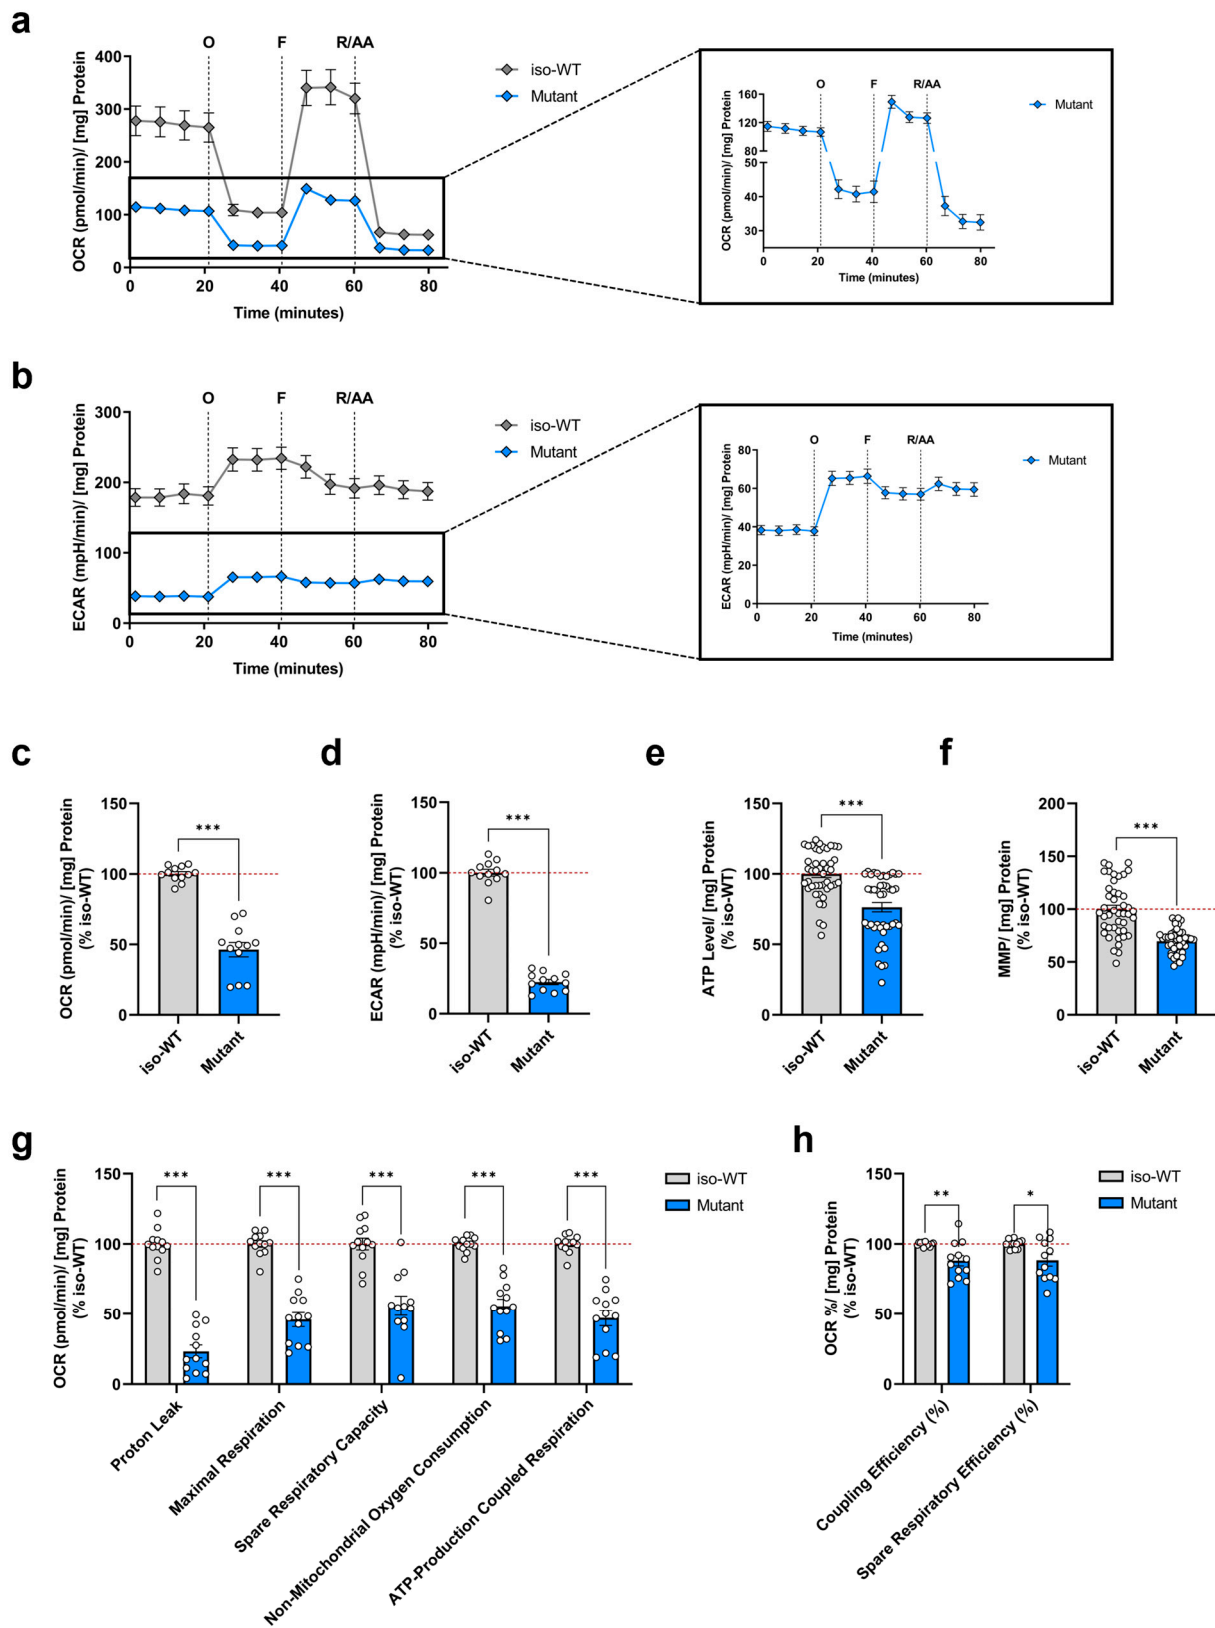 a
O F R/AA
400
300
200
100
0
OCR (pmol/min)/ [mg] Protein
0 20 40 60 80
Time (minutes)
iso-WT
Mutant
O F R/AA
160
120
80
50
40
30
OCR (pmol/min)/ [mg] Protein
0 20 40 60 80
Time (minutes)
Mutant
b
O F R/AA
300
200
100
0
ECAR (mpH/min)/ [mg] Protein
0 20 40 60 80
Time (minutes)
iso-WT
Mutant
O F R/AA
80
60
40
20
0
ECAR (mpH/min)/ [mg] Protein
0 20 40 60 80
Time (minutes)
Mutant
c
OCR (pmol/min)/ [mg] Protein
(% iso-WT)
150
100
50
0
***
iso-WT
Mutant
d
ECAR (mpH/min)/ [mg] Protein
(% iso-WT)
150
100
50
0
***
iso-WT
Mutant
e
ATP Level/ [mg] Protein
(% iso-WT)
150
100
50
0
***
iso-WT
Mutant
f
MMP/ [mg] Protein
(% iso-WT)
200
150
100
50
0
***
iso-WT
Mutant
g
OCR (pmol/min)/ [mg] Protein
(% iso-WT)
150
100
50
0
*** *** *** *** ***
iso-WT
Mutant
Proton Leak
Maximal Respiration
Spare Respiratory Capacity
Non-Mitochondrial Oxygen Consumption
ATP-Production Coupled Respiration
h
OCR %/ [mg] Protein
(% iso-WT)
150
100
50
0
** *
iso-WT
Mutant
Coupling Efficiency (%)
Spare Respiratory Efficiency (%)